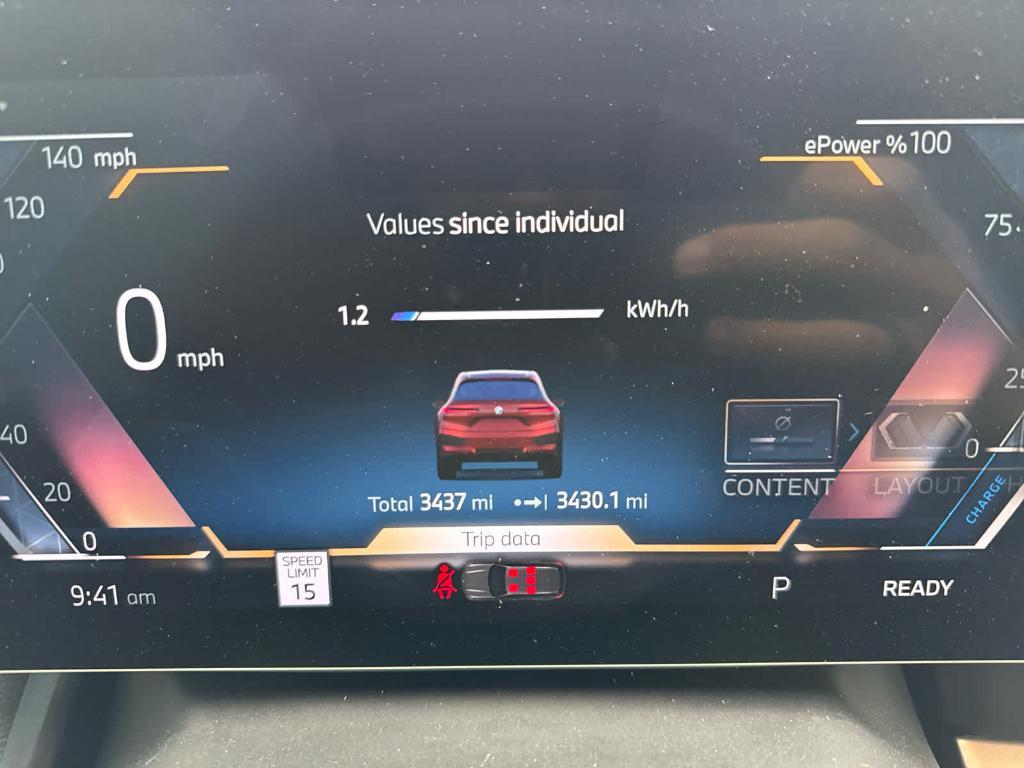 140 mph
ePower % 100
120
75
Values since individual
1.2 kWh/h
0 mph
40
20
0
0
CONTENT
LAYOUT
CHARGE
Total 3437 mi
3430.1 mi
Trip data
SPEED
LIMIT
15
9:41 am
P
READY